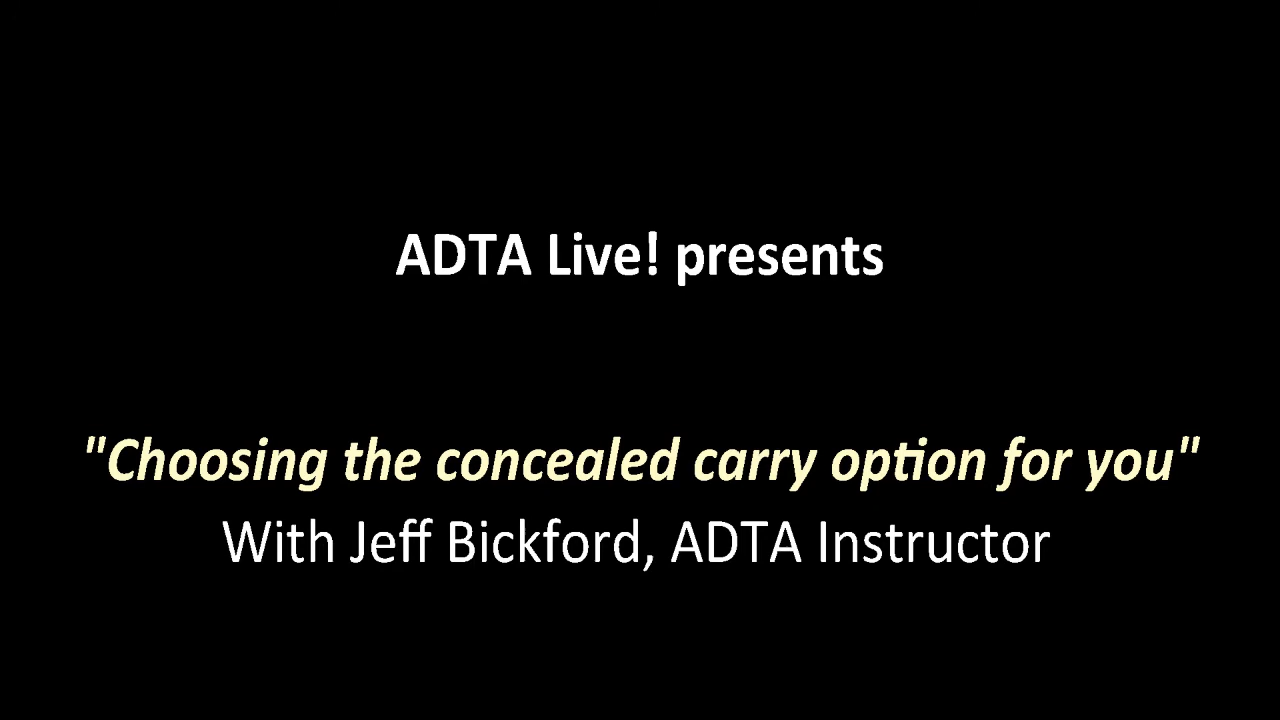 ADTA Live! presents
"Choosing the concealed carry option for you"
With Jeff Bickford, ADTA Instructor